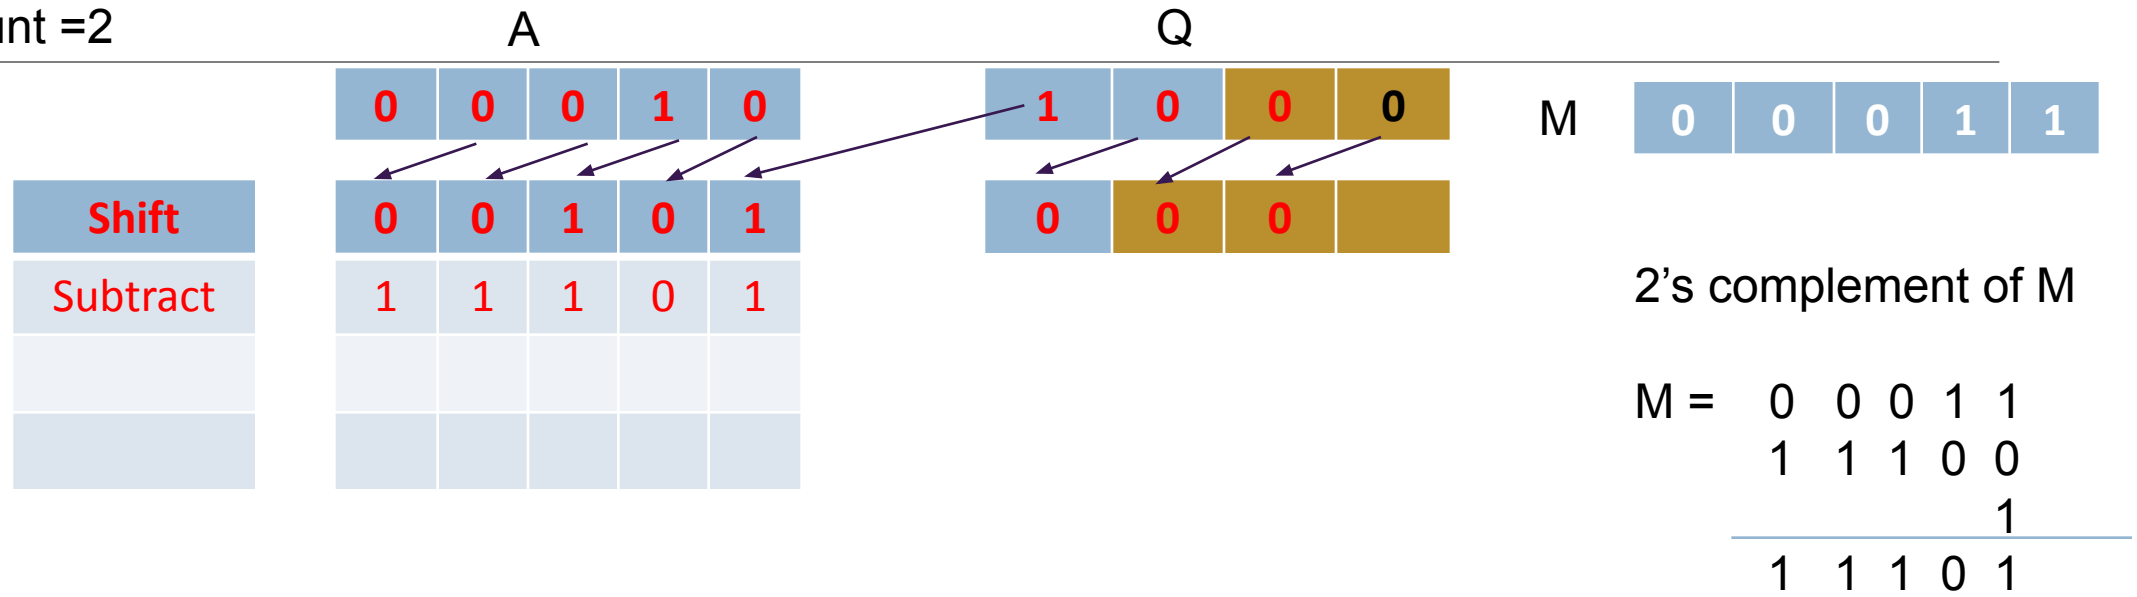 unt =2 A Q
0 0 0 1 0 1 0 0 0 M 0 0 0 1 1
Shift 0 0 1 0 1 0 0 0
Subtract 1 1 1 0 1 2’s complement of M
M = 0 0 0 1 1
1 1 1 0 0
1
1 1 1 0 1